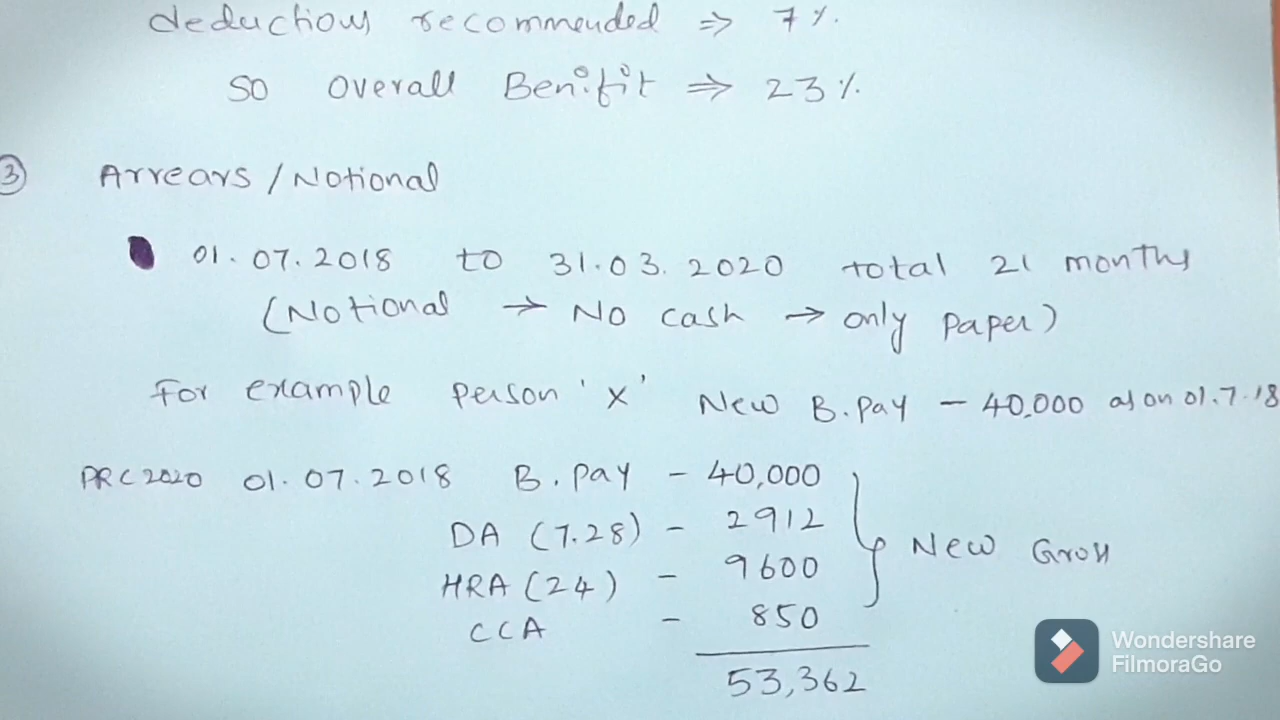 deductions recommended ⇒ 7%.
So overall Benifit ⇒ 23%.
③ Arrears/Notional
01.07.2018 to 31.03.2020 total 21 months
(Notional → No cash → only paper)
For example person 'x' New B.pay - 40,000 as on 01.7.18
PRC 2020 01.07.2018 B.pay - 40,000
DA (7.28) - 2912
New Gross
HRA (24) - 9600
CCA - 850
53,362
Wondershare
FilmoraGo